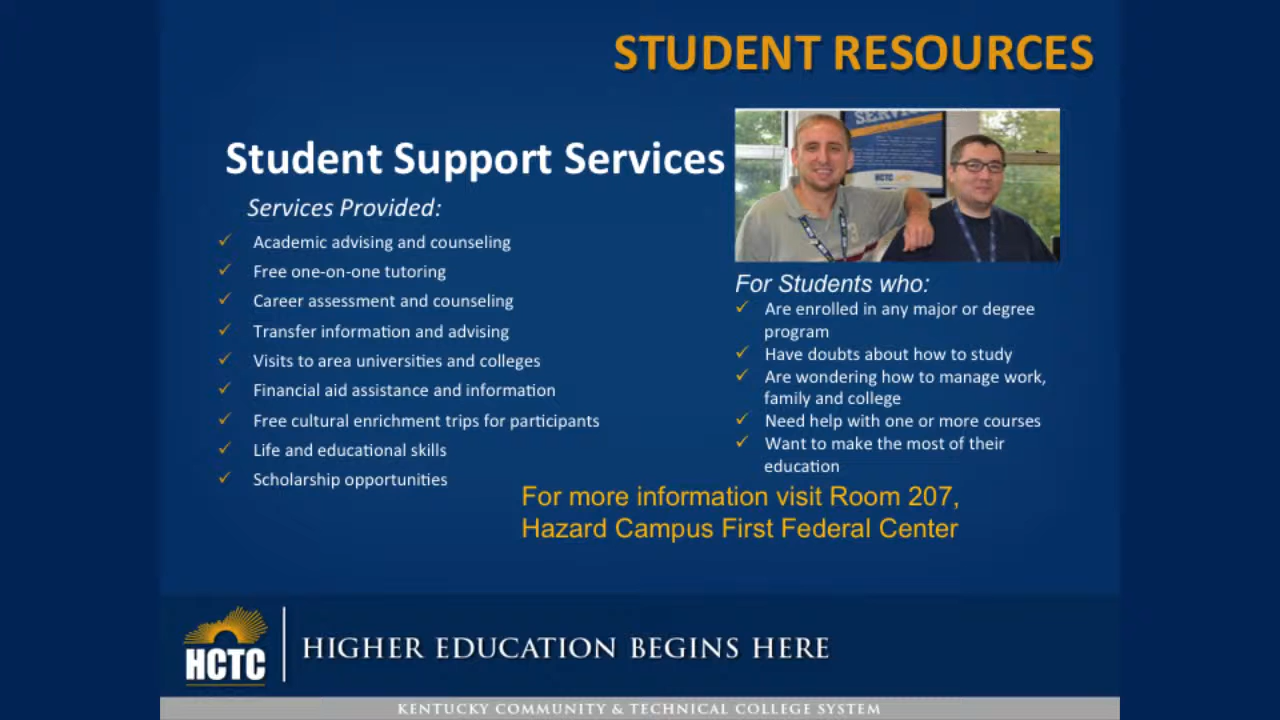 STUDENT RESOURCES
SERVICES
HCTC
Student Support Services
Services Provided:
Academic advising and counseling
Free one-on-one tutoring
Career assessment and counseling
Transfer information and advising
Visits to area universities and colleges
Financial aid assistance and information
Free cultural enrichment trips for participants
Life and educational skills
Scholarship opportunities
For Students who:
Are enrolled in any major or degree
program
Have doubts about how to study
Are wondering how to manage work,
family and college
Need help with one or more courses
Want to make the most of their
education
For more information visit Room 207,
Hazard Campus First Federal Center
HCTC
HIGHER EDUCATION BEGINS HERE
KENTUCKY COMMUNITY & TECHNICAL COLLEGE SYSTEM